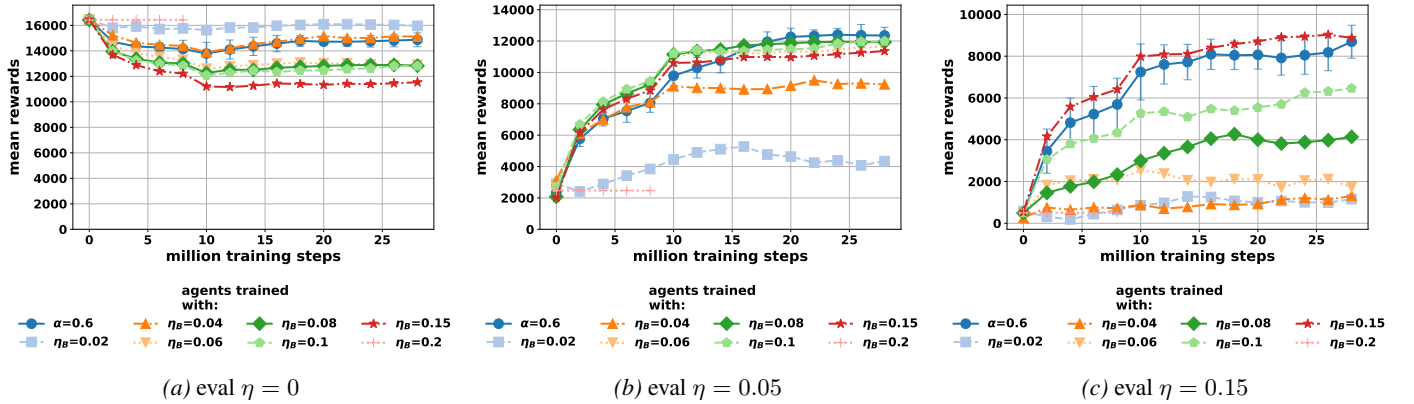 16000
14000
12000
10000
8000
6000
4000
2000
0
mean rewards
0 5 10 15 20 25
million training steps
agents trained
with:
α=0.6 η_B=0.04 η_B=0.08 η_B=0.15
η_B=0.02 η_B=0.06 η_B=0.1 η_B=0.2
(a) eval η = 0
14000
12000
10000
8000
6000
4000
2000
0
mean rewards
0 5 10 15 20 25
million training steps
agents trained
with:
α=0.6 η_B=0.04 η_B=0.08 η_B=0.15
η_B=0.02 η_B=0.06 η_B=0.1 η_B=0.2
(b) eval η = 0.05
10000
8000
6000
4000
2000
0
mean rewards
0 5 10 15 20 25
million training steps
agents trained
with:
α=0.6 η_B=0.04 η_B=0.08 η_B=0.15
η_B=0.02 η_B=0.06 η_B=0.1 η_B=0.2
(c) eval η = 0.15